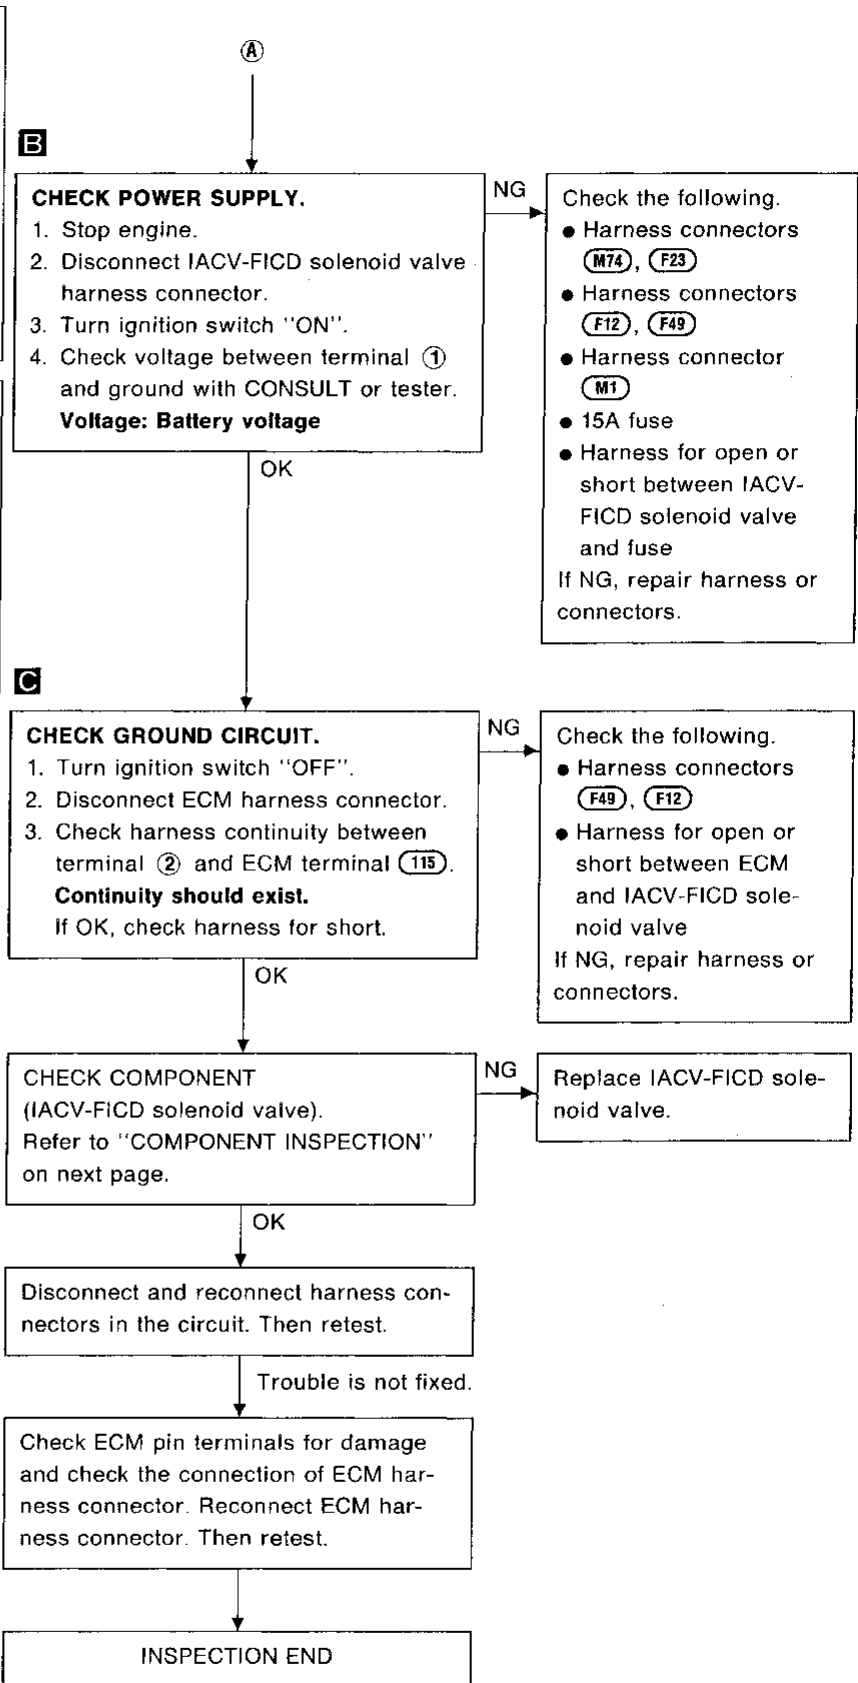 A
B
CHECK POWER SUPPLY.
1. Stop engine.
2. Disconnect IACV-FICD solenoid valve
harness connector.
3. Turn ignition switch "ON".
4. Check voltage between terminal ①
and ground with CONSULT or tester.
Voltage: Battery voltage
NG
Check the following.
● Harness connectors
M74, F23
● Harness connectors
F12, F49
● Harness connector
M1
● 15A fuse
● Harness for open or
short between IACV-
FICD solenoid valve
and fuse
If NG, repair harness or
connectors.
OK
C
CHECK GROUND CIRCUIT.
1. Turn ignition switch "OFF".
2. Disconnect ECM harness connector.
3. Check harness continuity between
terminal ② and ECM terminal 115.
Continuity should exist.
If OK, check harness for short.
NG
Check the following.
● Harness connectors
F49, F12
● Harness for open or
short between ECM
and IACV-FICD sole-
noid valve
If NG, repair harness or
connectors.
OK
CHECK COMPONENT
(IACV-FICD solenoid valve).
Refer to "COMPONENT INSPECTION"
on next page.
NG
Replace IACV-FICD sole-
noid valve.
OK
Disconnect and reconnect harness con-
nectors in the circuit. Then retest.
Trouble is not fixed.
Check ECM pin terminals for damage
and check the connection of ECM har-
ness connector. Reconnect ECM har-
ness connector. Then retest.
INSPECTION END